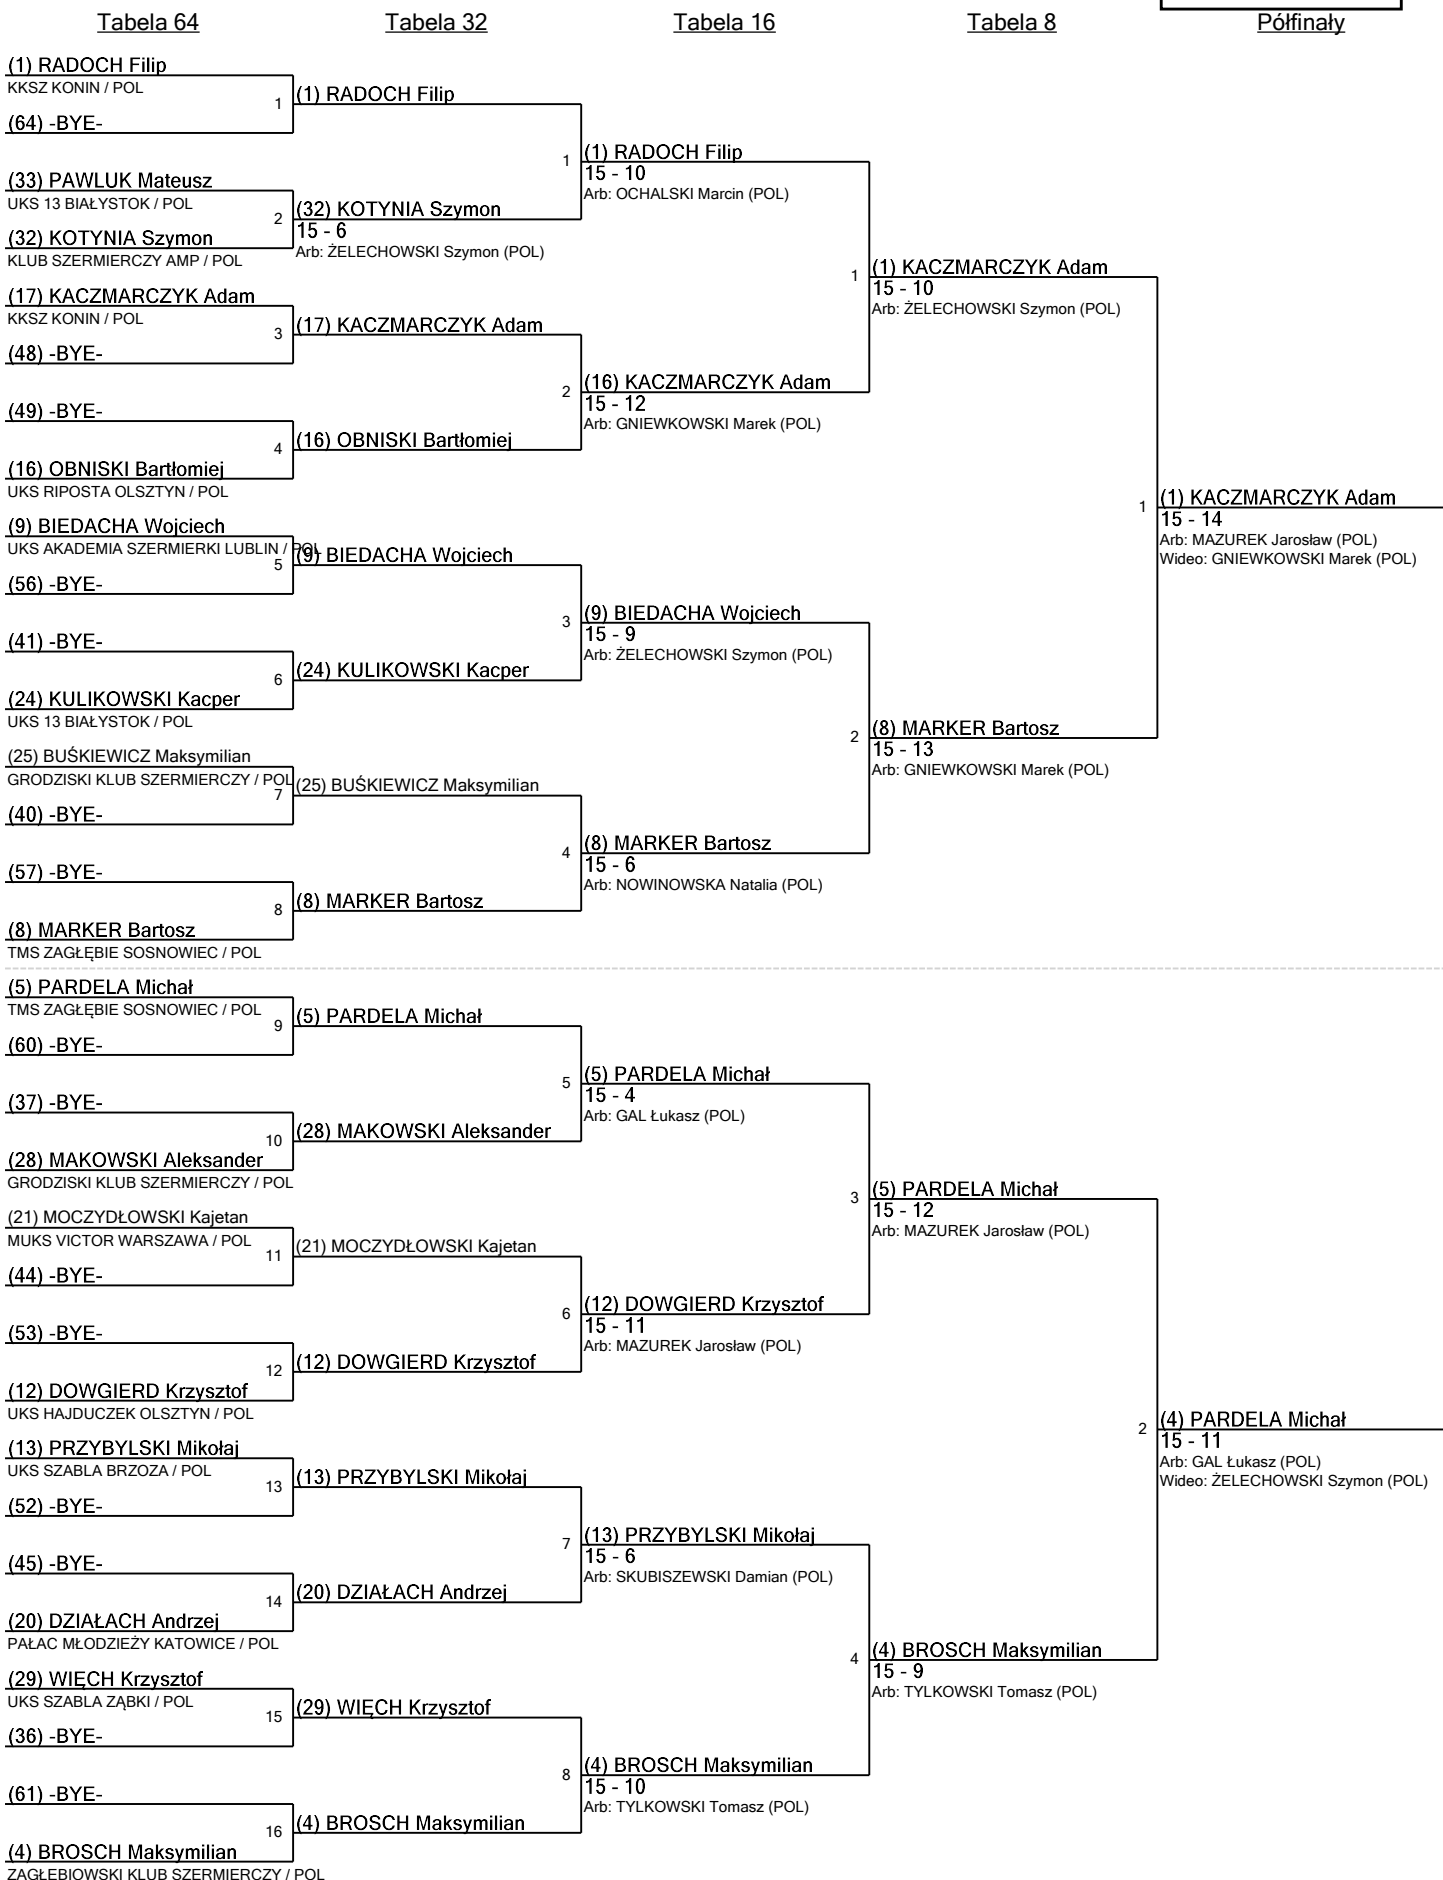 Tabela 64
Tabela 32
Tabela 16
Tabela 8
Półfinały
(1) RADOCH Filip
KKSZ KONIN / POL
1
(64) -BYE-
(33) PAWLUK Mateusz
UKS 13 BIAŁYSTOK / POL
2
(32) KOTYNIA Szymon
KLUB SZERMIERCZY AMP / POL
(17) KACZMARCZYK Adam
KKSZ KONIN / POL
3
(48) -BYE-
(49) -BYE-
4
(16) OBNISKI Bartłomiej
UKS RIPOSTA OLSZTYN / POL
(9) BIEDACHA Wojciech
UKS AKADEMIA SZERMIERKI LUBLIN / POL
5
(56) -BYE-
(41) -BYE-
6
(24) KULIKOWSKI Kacper
UKS 13 BIAŁYSTOK / POL
(25) BUŚKIEWICZ Maksymilian
GRODZISKI KLUB SZERMIERCZY / POL
7
(40) -BYE-
(57) -BYE-
8
(8) MARKER Bartosz
TMS ZAGŁĘBIE SOSNOWIEC / POL
(5) PARDELA Michał
TMS ZAGŁĘBIE SOSNOWIEC / POL
9
(60) -BYE-
(37) -BYE-
10
(28) MAKOWSKI Aleksander
GRODZISKI KLUB SZERMIERCZY / POL
(21) MOCZYDŁOWSKI Kajetan
MUKS VICTOR WARSZAWA / POL
11
(44) -BYE-
(53) -BYE-
12
(12) DOWGIERD Krzysztof
UKS HAJDUCZEK OLSZTYN / POL
(13) PRZYBYLSKI Mikołaj
UKS SZABLA BRZOZA / POL
13
(52) -BYE-
(45) -BYE-
14
(20) DZIAŁACH Andrzej
PAŁAC MŁODZIEŻY KATOWICE / POL
(29) WIĘCH Krzysztof
UKS SZABLA ZĄBKI / POL
15
(36) -BYE-
(61) -BYE-
16
(4) BROSCH Maksymilian
ZAGŁEBIOWSKI KLUB SZERMIERCZY / POL
(1) RADOCH Filip
1
(32) KOTYNIA Szymon
15 - 6
Arb: ŻELECHOWSKI Szymon (POL)
(17) KACZMARCZYK Adam
2
(16) OBNISKI Bartłomiej
(9) BIEDACHA Wojciech
3
(24) KULIKOWSKI Kacper
(25) BUŚKIEWICZ Maksymilian
4
(8) MARKER Bartosz
(5) PARDELA Michał
5
(28) MAKOWSKI Aleksander
(21) MOCZYDŁOWSKI Kajetan
6
(12) DOWGIERD Krzysztof
(13) PRZYBYLSKI Mikołaj
7
(20) DZIAŁACH Andrzej
(29) WIĘCH Krzysztof
8
(4) BROSCH Maksymilian
(1) RADOCH Filip
15 - 10
Arb: OCHALSKI Marcin (POL)
1
(16) KACZMARCZYK Adam
15 - 12
Arb: GNIEWKOWSKI Marek (POL)
(9) BIEDACHA Wojciech
15 - 9
Arb: ŻELECHOWSKI Szymon (POL)
2
(8) MARKER Bartosz
15 - 6
Arb: NOWINOWSKA Natalia (POL)
(5) PARDELA Michał
15 - 4
Arb: GAL Łukasz (POL)
3
(12) DOWGIERD Krzysztof
15 - 11
Arb: MAZUREK Jarosław (POL)
(13) PRZYBYLSKI Mikołaj
15 - 6
Arb: SKUBISZEWSKI Damian (POL)
4
(4) BROSCH Maksymilian
15 - 10
Arb: TYLKOWSKI Tomasz (POL)
(1) KACZMARCZYK Adam
15 - 10
Arb: ŻELECHOWSKI Szymon (POL)
1
(8) MARKER Bartosz
15 - 13
Arb: GNIEWKOWSKI Marek (POL)
(5) PARDELA Michał
15 - 12
Arb: MAZUREK Jarosław (POL)
2
(4) BROSCH Maksymilian
15 - 9
Arb: TYLKOWSKI Tomasz (POL)
(1) KACZMARCZYK Adam
15 - 14
Arb: MAZUREK Jarosław (POL)
Wideo: GNIEWKOWSKI Marek (POL)
(4) PARDELA Michał
15 - 11
Arb: GAL Łukasz (POL)
Wideo: ŻELECHOWSKI Szymon (POL)